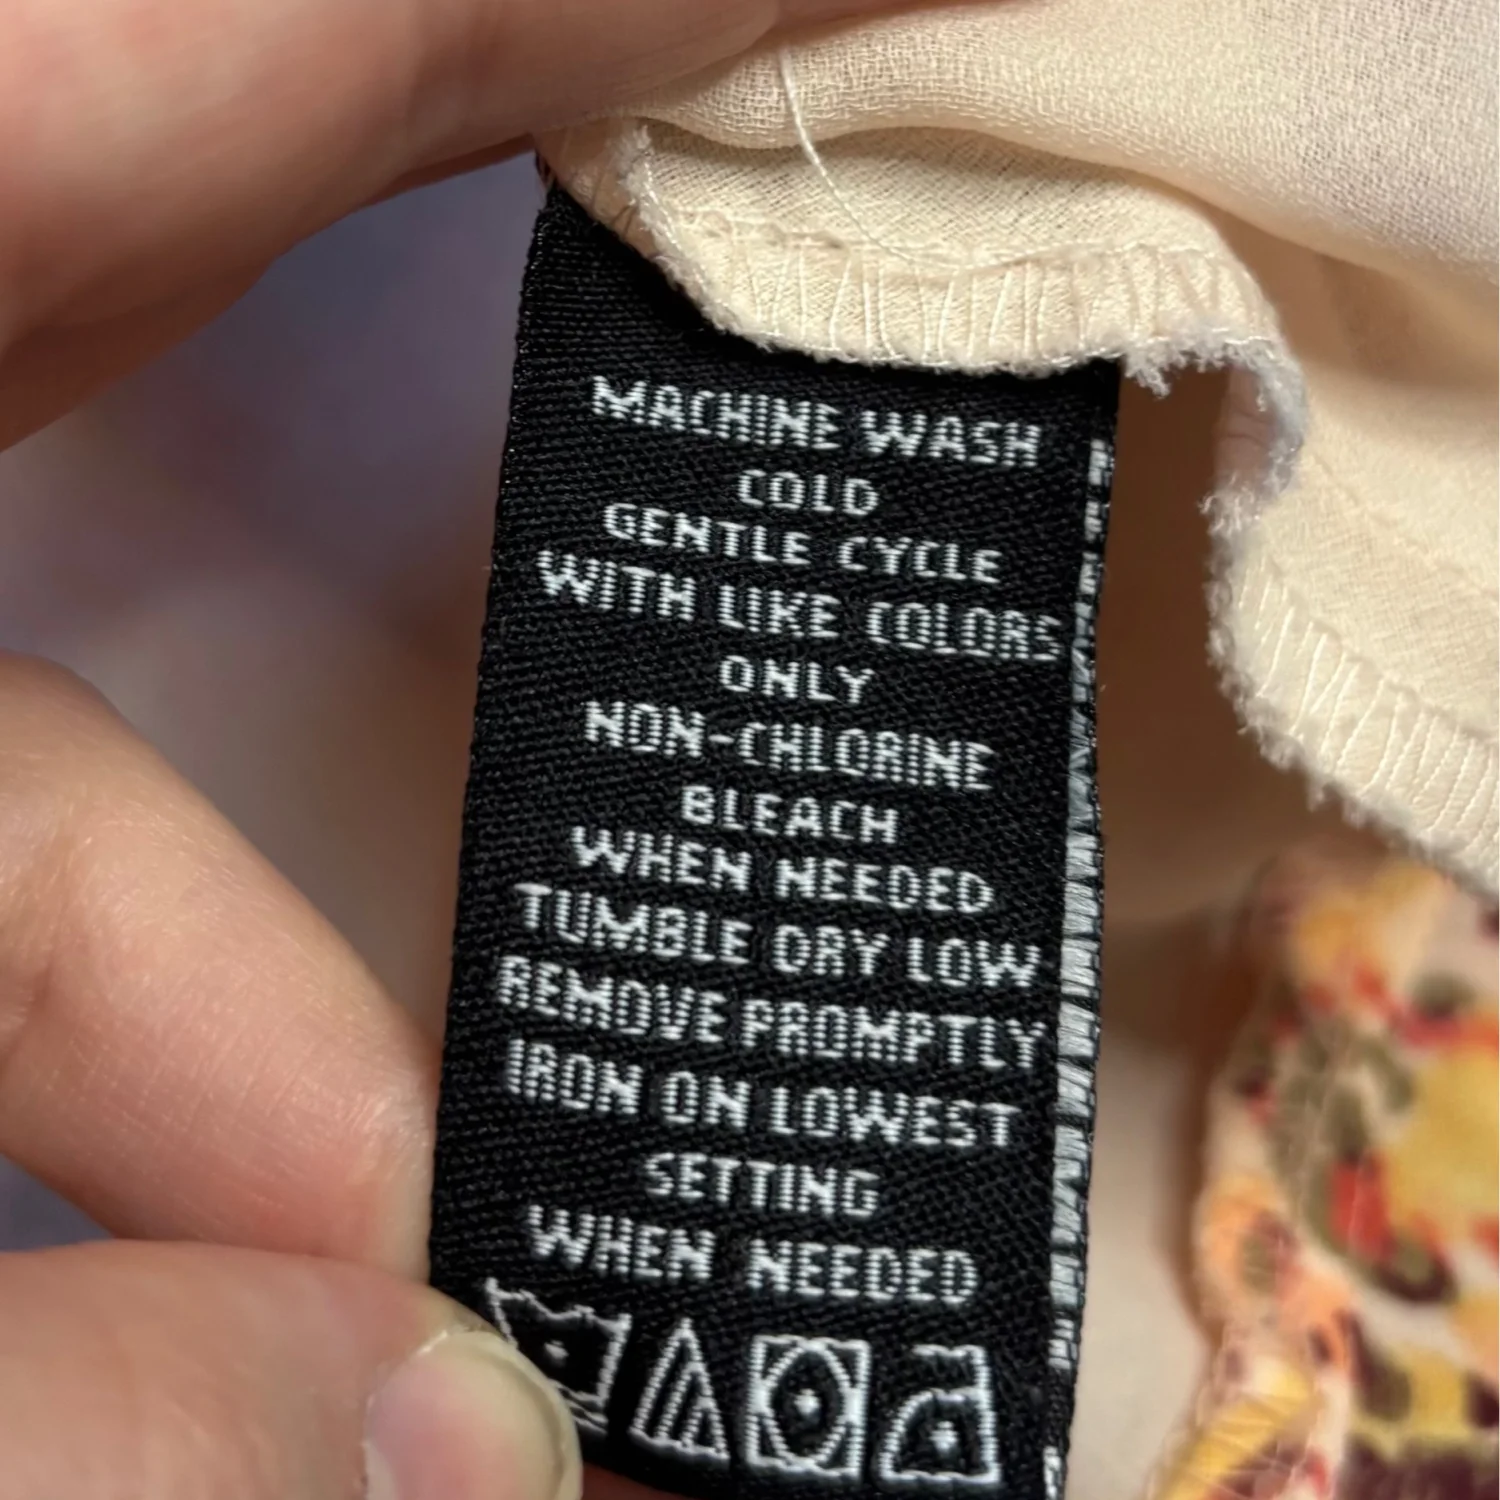 MACHINE WASH
COLD
GENTLE CYCLE
WITH LIKE COLORS
ONLY
NON-CHLORINE
BLEACH
WHEN NEEDED
TUMBLE DRY LOW
REMOVE PROMPTLY
IRON ON LOWEST
SETTING
WHEN NEEDED